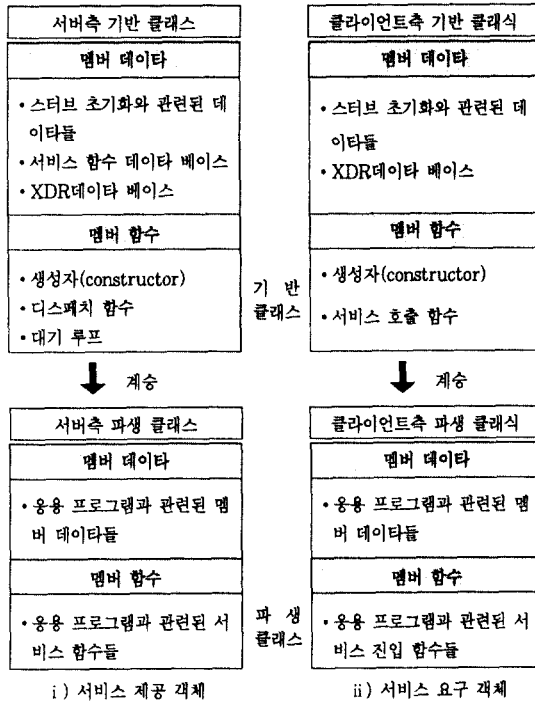 서버측 기반 클래스
멤버 데이타
• 스터브 초기화와 관련된 데
이타들
• 서비스 함수 데이타 베이스
• XDR데이타 베이스
멤버 함수
• 생성자(constructor)
• 디스패치 함수
• 대기 루프
클라이언트측 기반 클래식
멤버 데이타
• 스터브 초기화와 관련된 데
이타들
• XDR데이타 베이스
멤버 함수
• 생성자(constructor)
• 서비스 호출 함수
기 반
클래스
계승
계승
서버측 파생 클래스
멤버 데이타
• 응용 프로그램과 관련된 멤
버 데이타들
멤버 함수
• 응용 프로그램과 관련된 서
비스 함수들
클라이언트측 파생 클래식
멤버 데이타
• 응용 프로그램과 관련된 멤
버 데이타들
멤버 함수
• 응용 프로그램과 관련된 서
비스 진입 함수들
파 생
클래스
i ) 서비스 제공 객체
ii ) 서비스 요구 객체